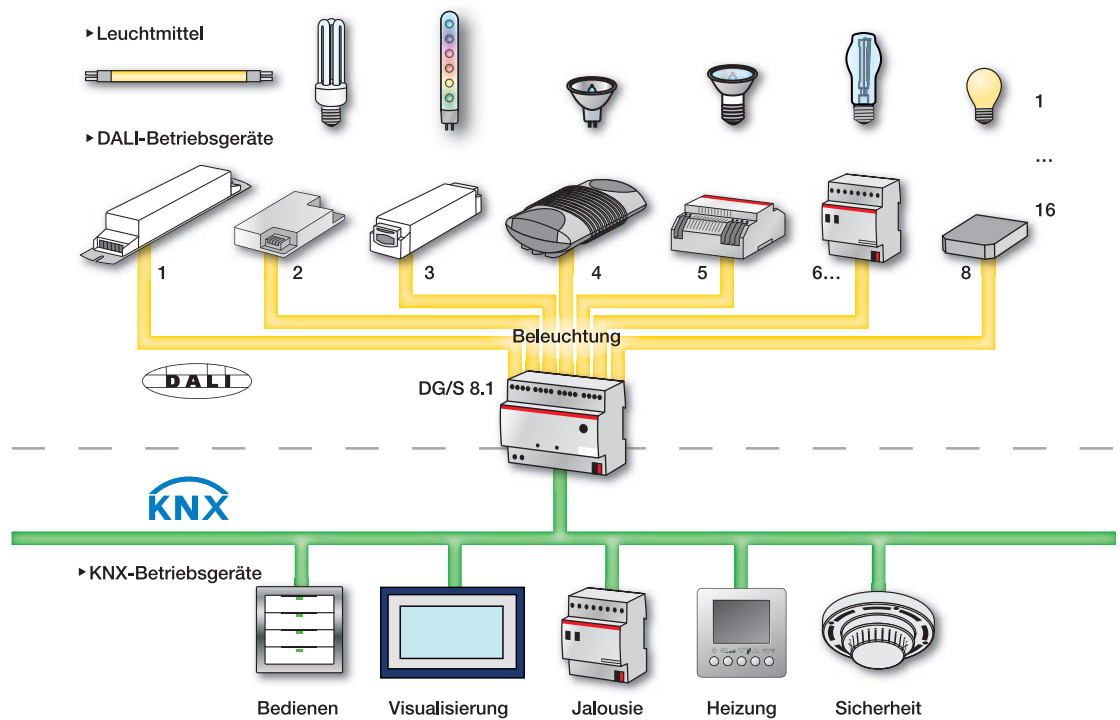 ▸ Leuchtmittel
1
▸ DALI-Betriebsgeräte
...
16
1
2
3
4
5
6...
8
Beleuchtung
DALI
DG/S 8.1
KNX
▸ KNX-Betriebsgeräte
Bedienen
Visualisierung
Jalousie
Heizung
Sicherheit